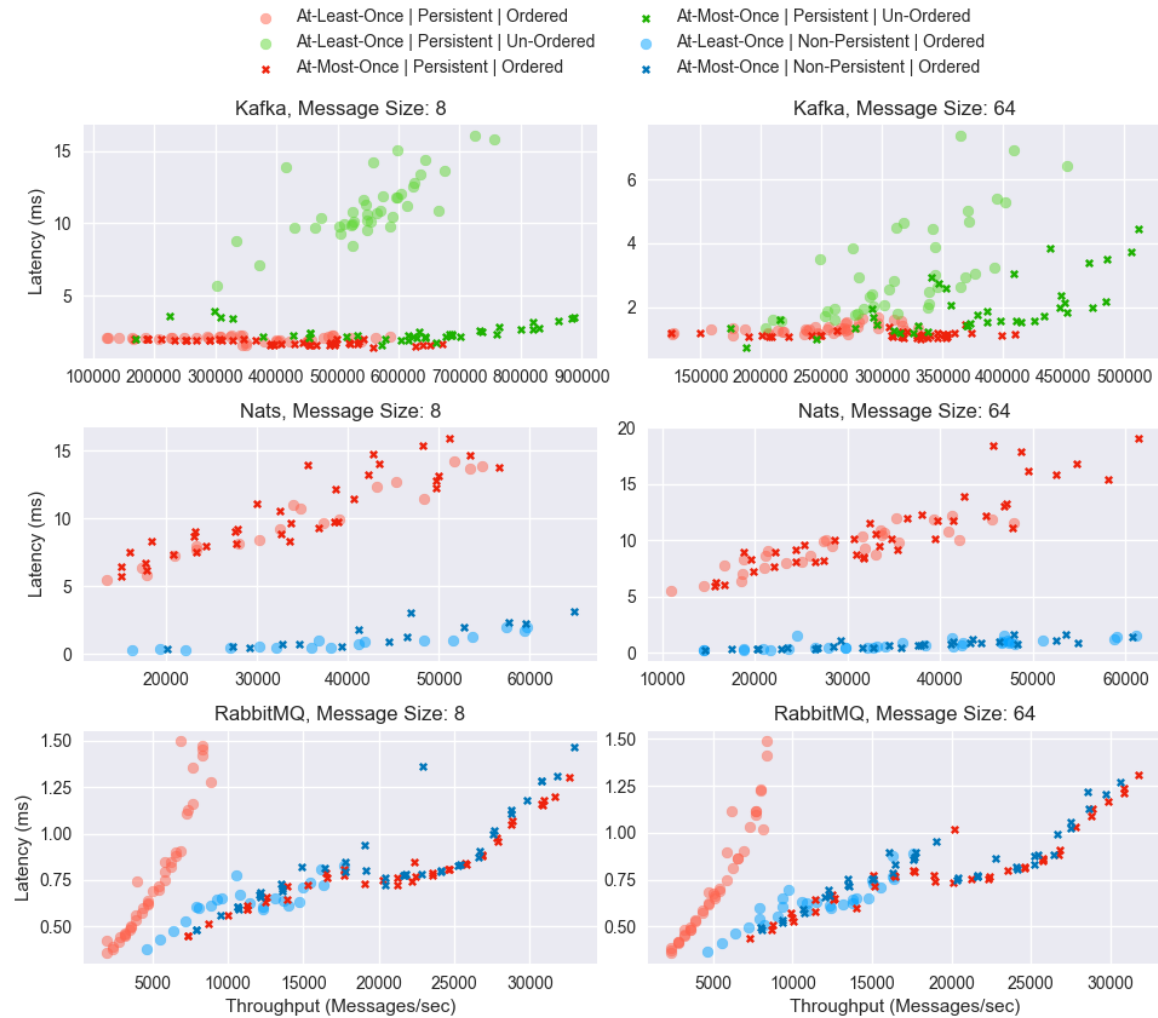 At-Least-Once | Persistent | Ordered
At-Least-Once | Persistent | Un-Ordered
At-Most-Once | Persistent | Ordered
At-Most-Once | Persistent | Un-Ordered
At-Least-Once | Non-Persistent | Ordered
At-Most-Once | Non-Persistent | Ordered
Kafka, Message Size: 8
Latency (ms)
15
10
5
100000 200000 300000 400000 500000 600000 700000 800000 900000
Kafka, Message Size: 64
6
4
2
150000 200000 250000 300000 350000 400000 450000 500000
Nats, Message Size: 8
Latency (ms)
15
10
5
0
20000 30000 40000 50000 60000
Nats, Message Size: 64
20
15
10
5
0
10000 20000 30000 40000 50000 60000
RabbitMQ, Message Size: 8
Latency (ms)
1.50
1.25
1.00
0.75
0.50
5000 10000 15000 20000 25000 30000
Throughput (Messages/sec)
RabbitMQ, Message Size: 64
1.50
1.25
1.00
0.75
0.50
5000 10000 15000 20000 25000 30000
Throughput (Messages/sec)